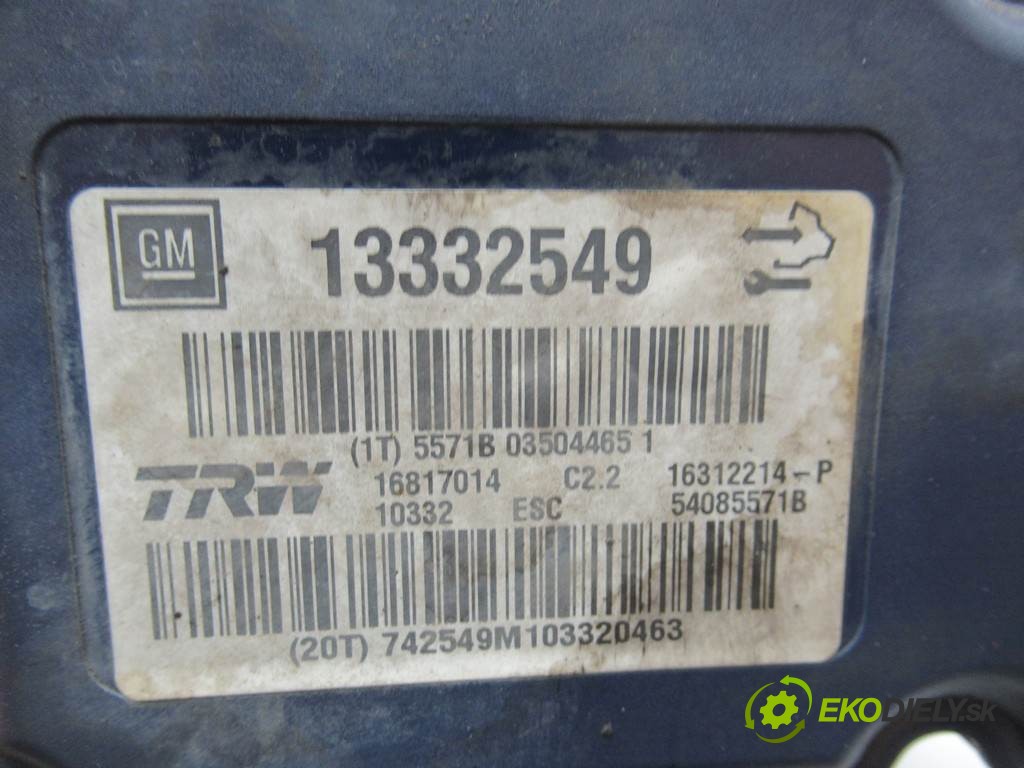 GM
13332549
(1T) 5571B 03504465 1
TRW
16817014 C2.2 16312214-P
10332 ESC 54085571B
(20T) 742549M103320463
EKODIELY.sk